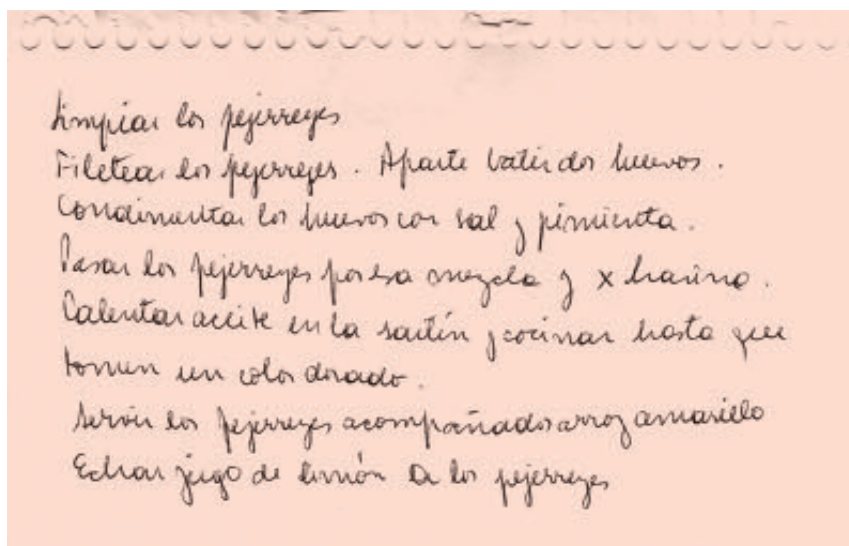 Limpiar los pejerreyes
Filetear los pejerreyes. Aparte batir dos huevos.
Condimentar los huevos con sal y pimienta.
Pasar los pejerreyes por esa mezcla y x harina.
Calentar aceite en la sartén y cocinar hasta que
tomen un color dorado.
Servir los pejerreyes acompañados arroz amarillo
Echar jugo de limón a los pejerreyes